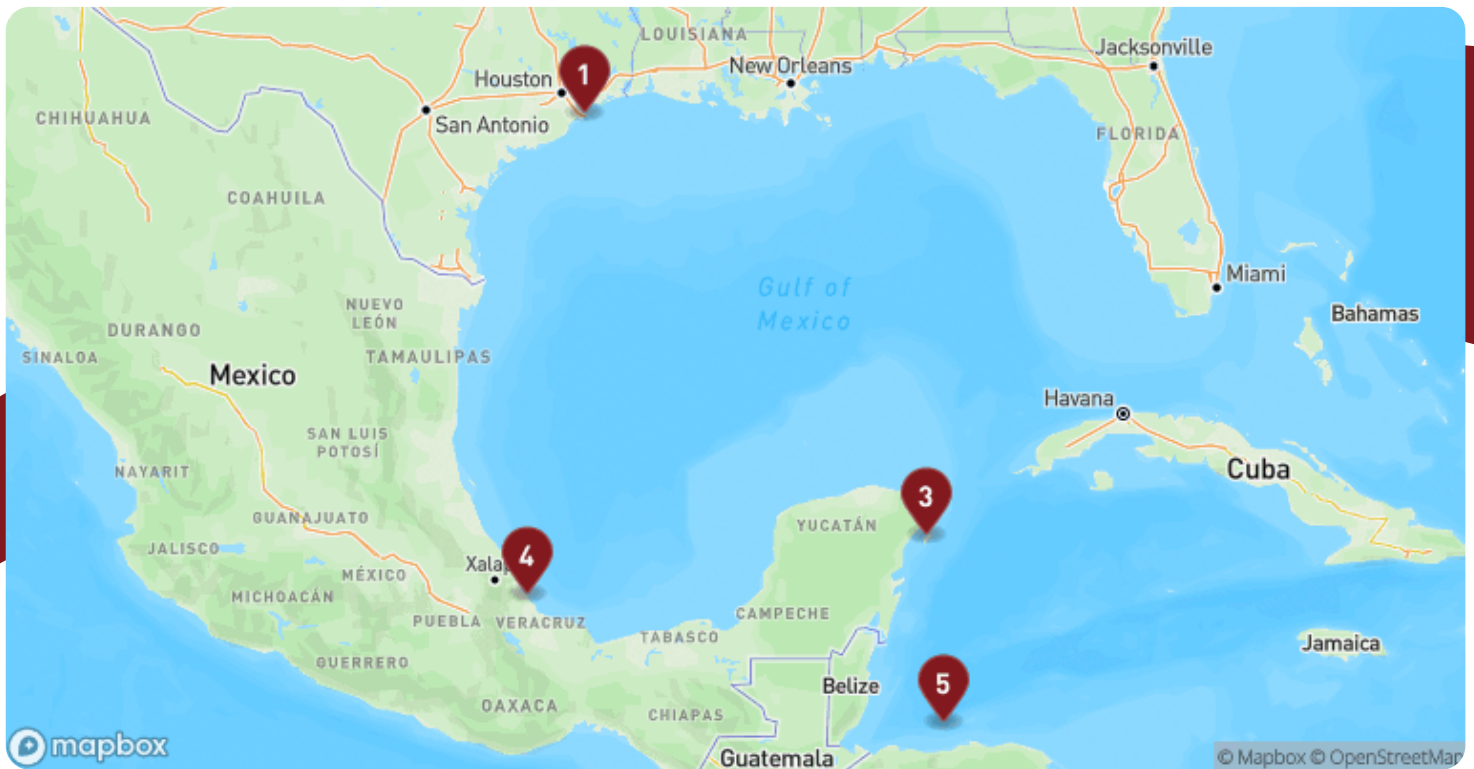 LOUISIANA
Jacksonville
New Orleans
Houston
1
San Antonio
CHIHUAHUA
FLORIDA
COAHUILA
Gulf of
Mexico
Miami
NUEVO
LEÓN
Bahamas
DURANGO
SINALOA
TAMAULIPAS
Mexico
Havana
SAN LUIS
POTOSÍ
NAYARIT
Cuba
3
GUANAJUATO
YUCATÁN
JALISCO
4
Xala
MÉXICO
MICHOACÁN
PUEBLA
VERACRUZ
CAMPECHE
TABASCO
Jamaica
GUERRERO
Belize
5
OAXACA
CHIAPAS
mapbox
Guatemala
© Mapbox © OpenStreetMap